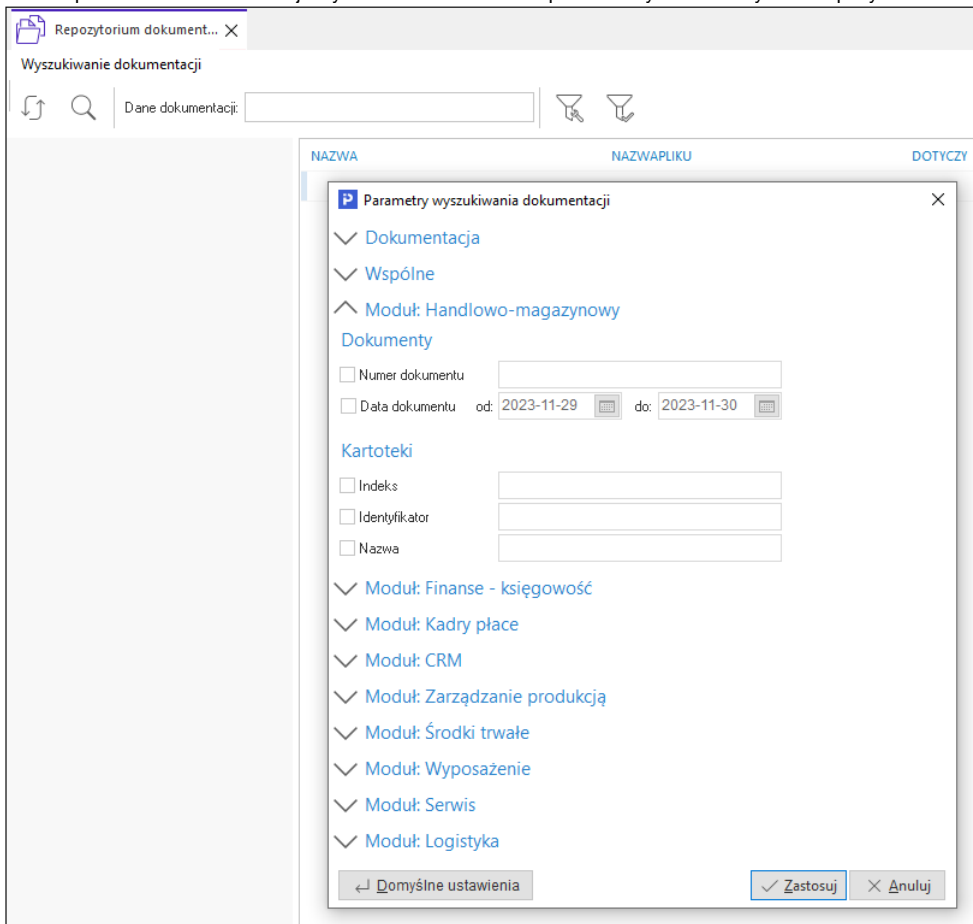 Repozytorium dokument...
Wyszukiwanie dokumentacji
Dane dokumentacji:
NAZWA NAZWAPLIKU DOTYCZY
Parametry wyszukiwania dokumentacji
Dokumentacja
Wspólne
Moduł: Handlowo-magazynowy
Dokumenty
Numer dokumentu
Data dokumentu od: 2023-11-29 do: 2023-11-30
Kartoteki
Indeks
Identyfikator
Nazwa
Moduł: Finanse - księgowość
Moduł: Kadry płace
Moduł: CRM
Moduł: Zarządzanie produkcją
Moduł: Środki trwałe
Moduł: Wyposażenie
Moduł: Serwis
Moduł: Logistyka
Domyślne ustawienia Zastosuj Anuluj